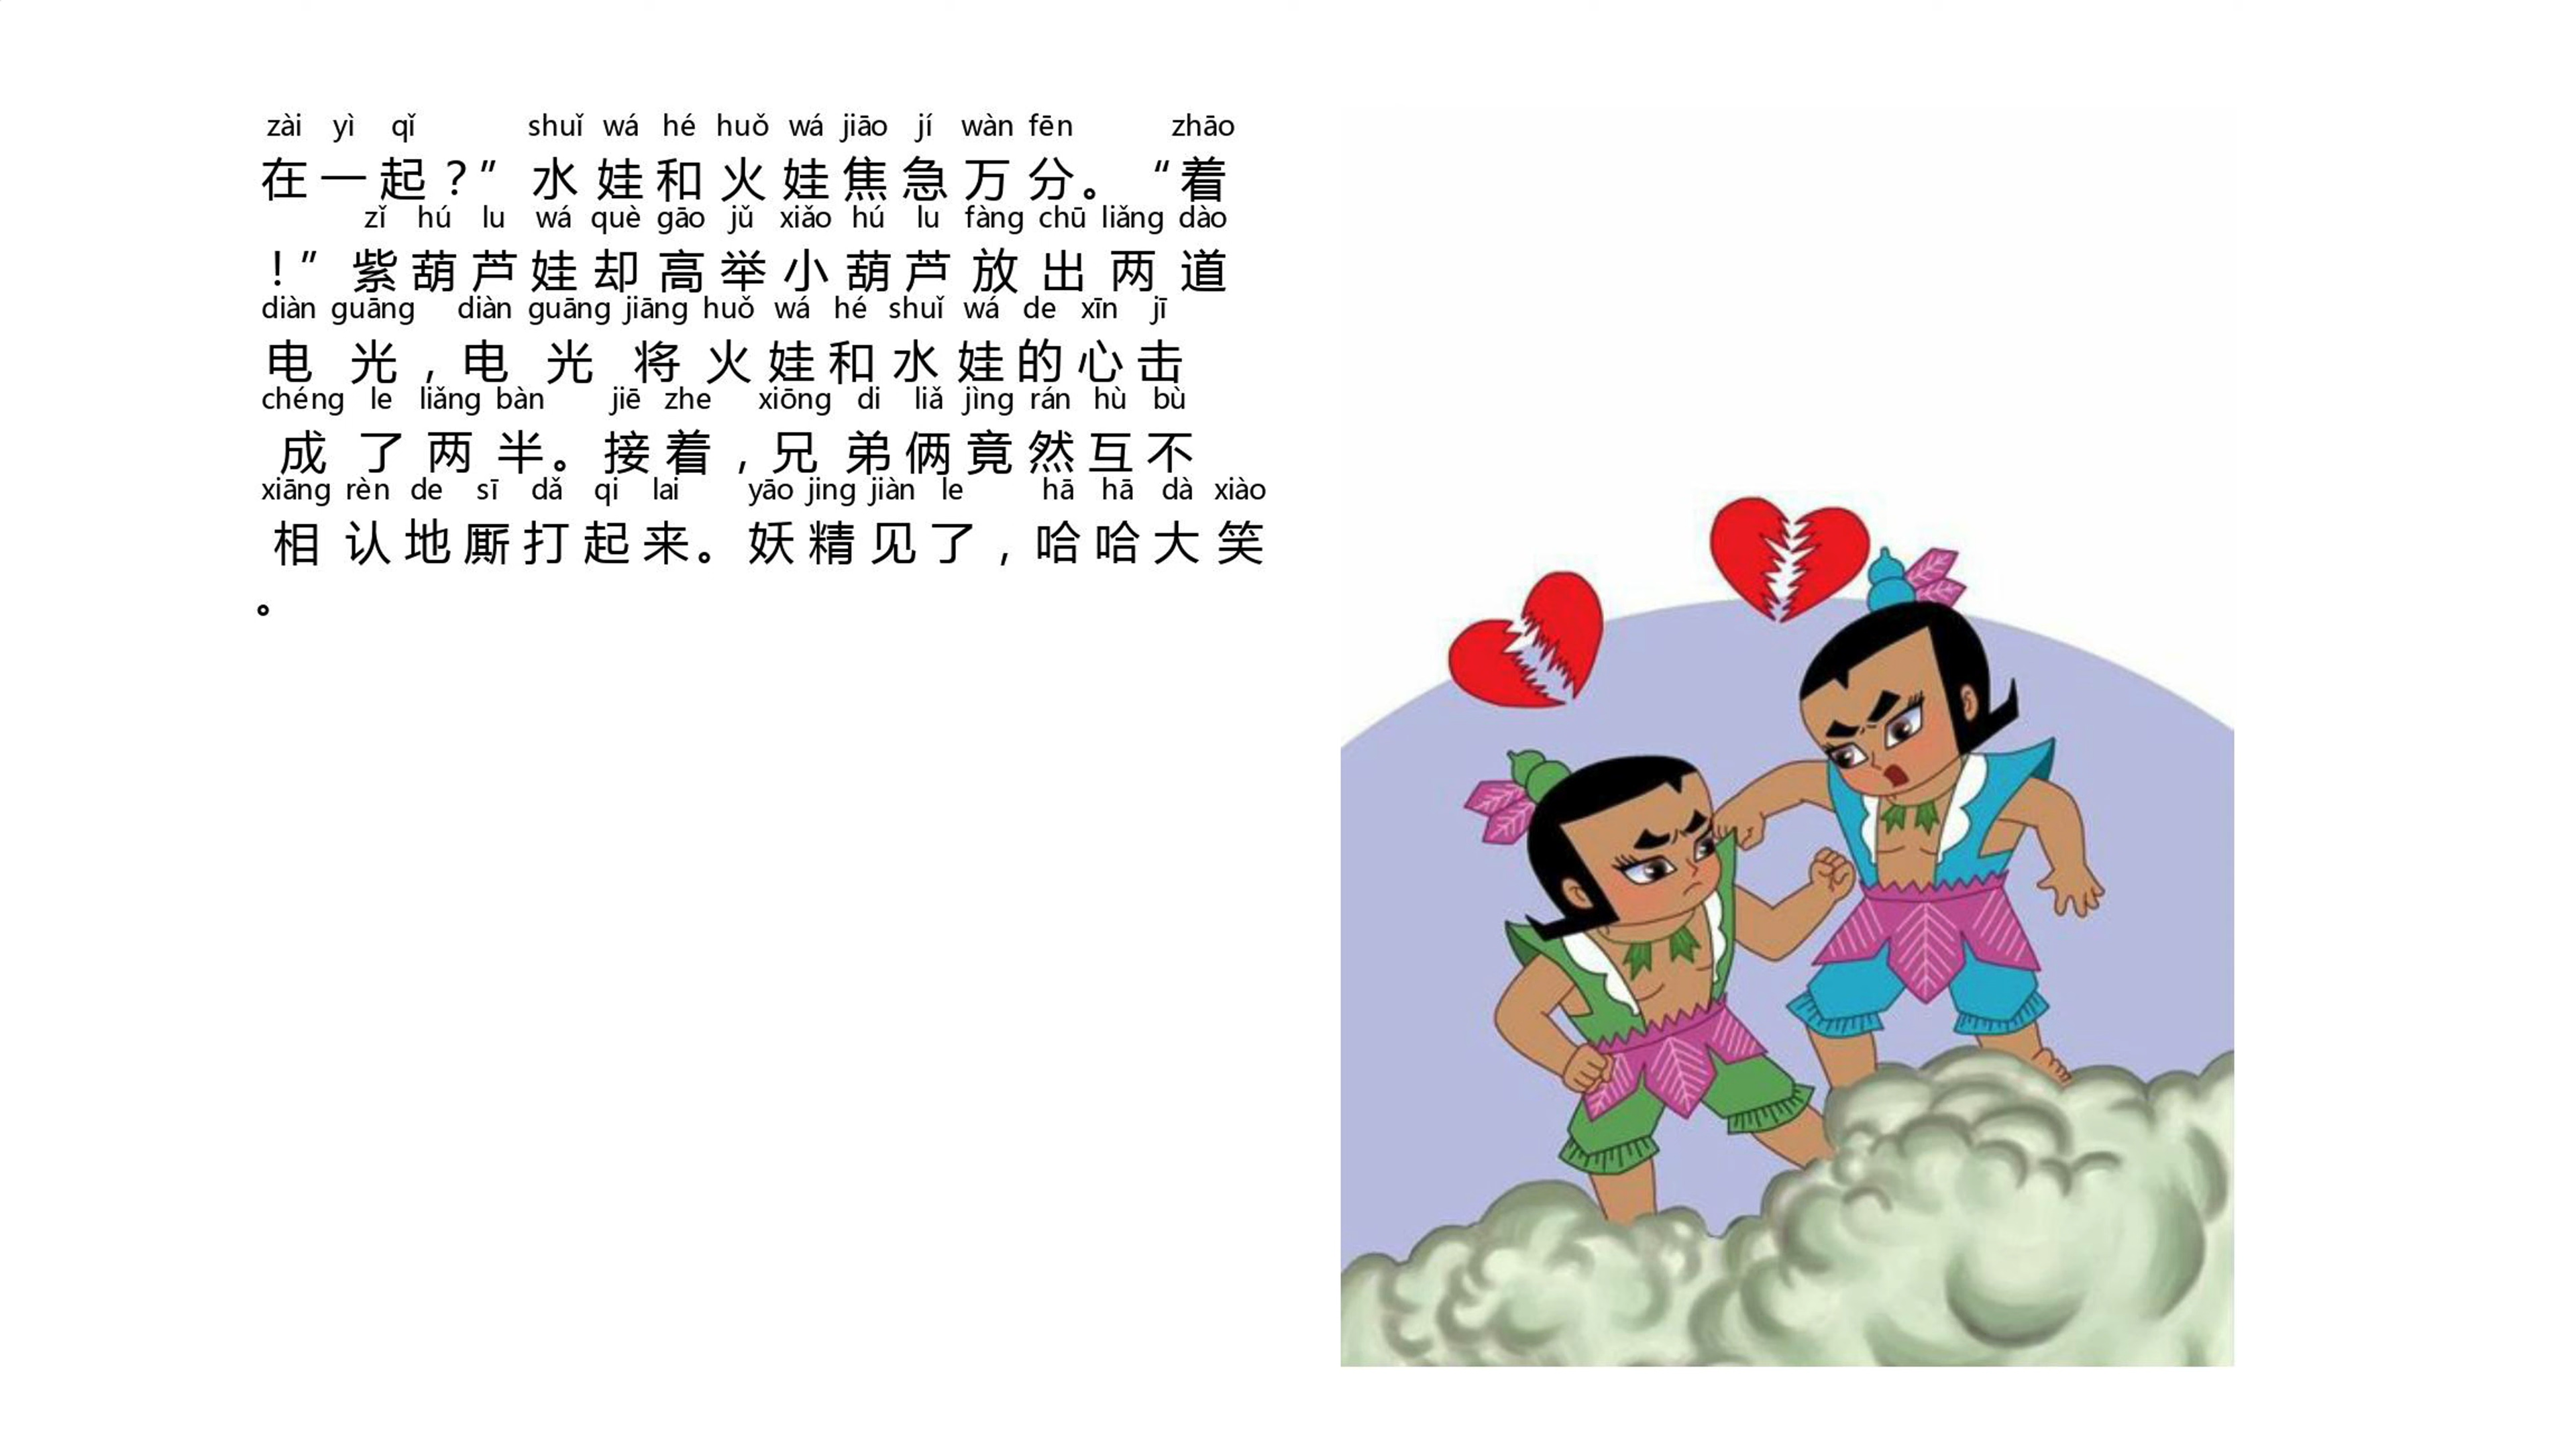 zài yì qǐ shuǐ wá hé huǒ wá jiāo jí wàn fēn zhāo
在一起?”水娃和火娃焦急万分。“着
zǐ hú lu wá què gāo jǔ xiǎo hú lu fàng chū liǎng dào
!”紫葫芦娃却高举小葫芦放出两道
diàn guāng diàn guāng jiāng huǒ wá hé shuǐ wá de xīn jī
电光,电光将火娃和水娃的心击
chéng le liǎng bàn jiē zhe xiōng di liǎ jìng rán hù bù
成了两半。接着,兄弟俩竟然互不
xiāng rèn de sī dǎ qi lai yāo jing jiàn le hā hā dà xiào
相认地厮打起来。妖精见了,哈哈大笑
。